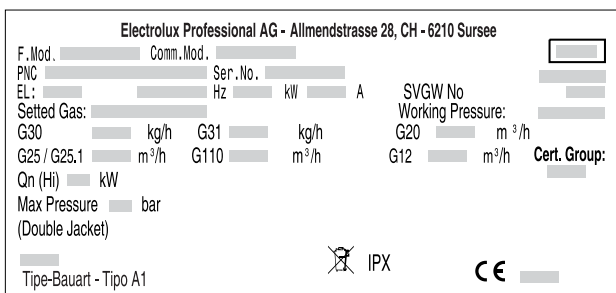 Electrolux Professional AG - Allmendstrasse 28, CH - 6210 Sursee
F.Mod. Comm.Mod.
PNC Ser.No.
EL: Hz kW A SVGW No
Setted Gas: Working Pressure:
G30 kg/h G31 kg/h G20 m³/h
G25 / G25.1 m³/h G110 m³/h G12 m³/h Cert. Group:
Qn (Hi) kW
Max Pressure bar
(Double Jacket)
IPX CE
Tipe-Bauart - Tipo A1